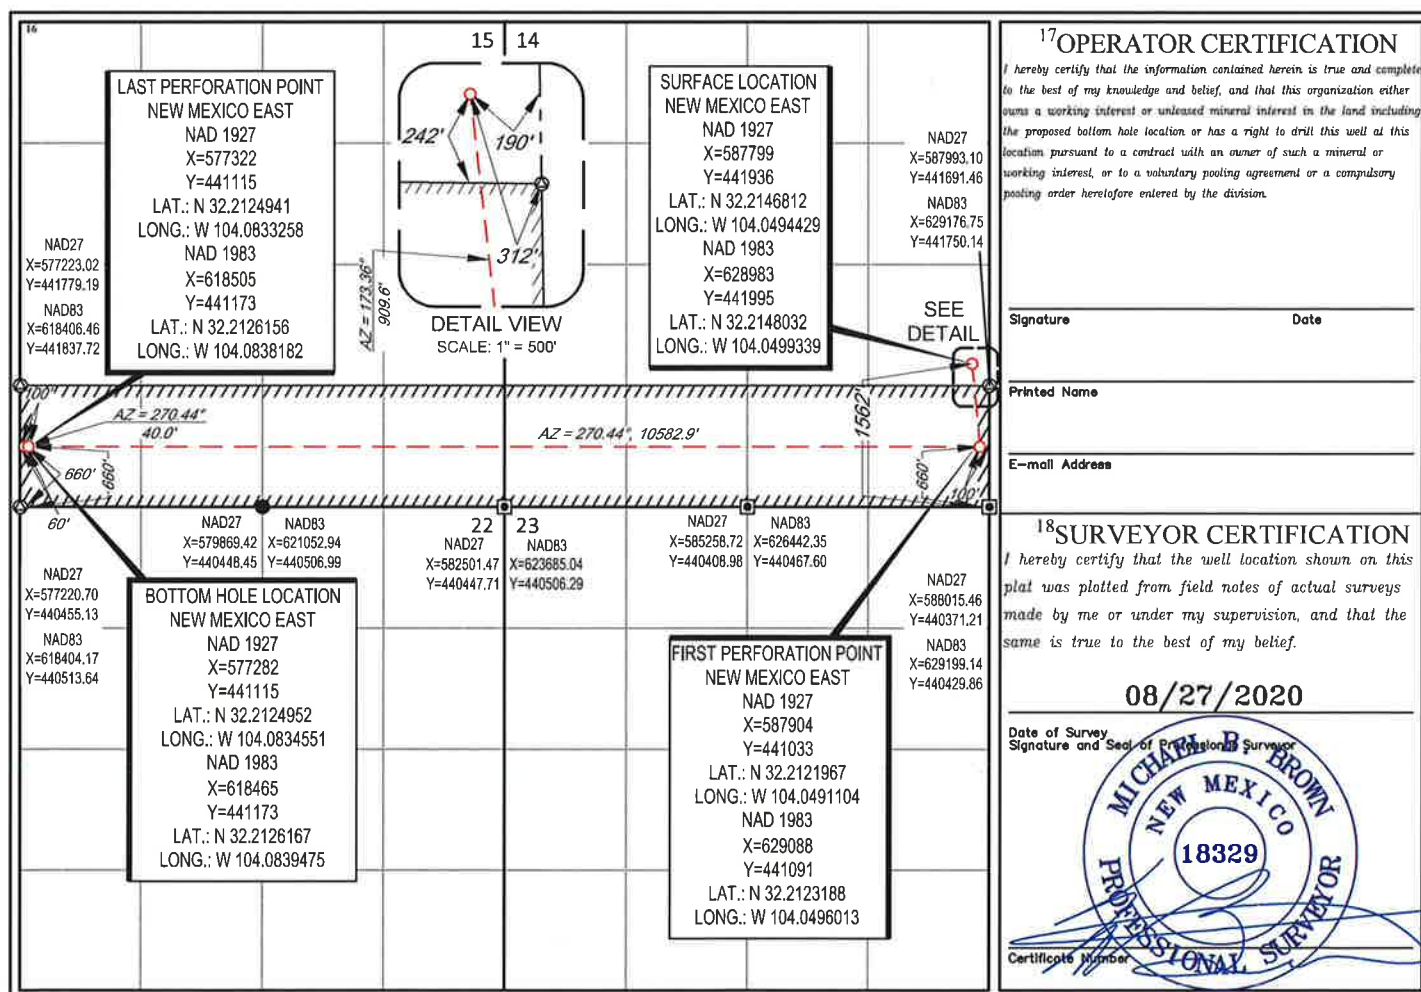 16
15 14
LAST PERFORATION POINT
NEW MEXICO EAST
NAD 1927
X=577322
Y=441115
LAT.: N 32.2124941
LONG.: W 104.0833258
NAD 1983
X=618505
Y=441173
LAT.: N 32.2126156
LONG.: W 104.0838182
NAD27
X=577223.02
Y=441779.19
NAD83
X=618406.46
Y=441837.72
242'
190'
312'
AZ = 173.36°
909.6'
DETAIL VIEW
SCALE: 1" = 500'
SURFACE LOCATION
NEW MEXICO EAST
NAD 1927
X=587799
Y=441936
LAT.: N 32.2146812
LONG.: W 104.0494429
NAD 1983
X=628983
Y=441995
LAT.: N 32.2148032
LONG.: W 104.0499339
NAD27
X=587993.10
Y=441691.46
NAD83
X=629176.75
Y=441750.14
SEE
DETAIL
100'
AZ = 270.44°
40.0'
660'
660'
60'
AZ = 270.44°, 10582.9'
1562'
660'
100'
22 23
NAD27
X=579869.42
Y=440448.45
NAD83
X=621052.94
Y=440506.99
NAD27
X=582501.47
Y=440447.71
NAD83
X=623685.04
Y=440506.29
NAD27
X=585258.72
Y=440408.98
NAD83
X=626442.35
Y=440467.60
NAD27
X=577220.70
Y=440455.13
NAD83
X=618404.17
Y=440513.64
BOTTOM HOLE LOCATION
NEW MEXICO EAST
NAD 1927
X=577282
Y=441115
LAT.: N 32.2124952
LONG.: W 104.0834551
NAD 1983
X=618465
Y=441173
LAT.: N 32.2126167
LONG.: W 104.0839475
FIRST PERFORATION POINT
NEW MEXICO EAST
NAD 1927
X=587904
Y=441033
LAT.: N 32.2121967
LONG.: W 104.0491104
NAD 1983
X=629088
Y=441091
LAT.: N 32.2123188
LONG.: W 104.0496013
NAD27
X=588015.46
Y=440371.21
NAD83
X=629199.14
Y=440429.86
17OPERATOR CERTIFICATION
I hereby certify that the information contained herein is true and complete
to the best of my knowledge and belief, and that this organization either
owns a working interest or unleased mineral interest in the land including
the proposed bottom hole location or has a right to drill this well at this
location pursuant to a contract with an owner of such a mineral or
working interest, or to a voluntary pooling agreement or a compulsory
pooling order heretofore entered by the division.
Signature Date
Printed Name
E-mail Address
18SURVEYOR CERTIFICATION
I hereby certify that the well location shown on this
plat was plotted from field notes of actual surveys
made by me or under my supervision, and that the
same is true to the best of my belief.
08/27/2020
Date of Survey
Signature and Seal of Professional Surveyor
MICHAEL B. BROWN
NEW MEXICO
18329
PROFESSIONAL SURVEYOR
Certificate Number